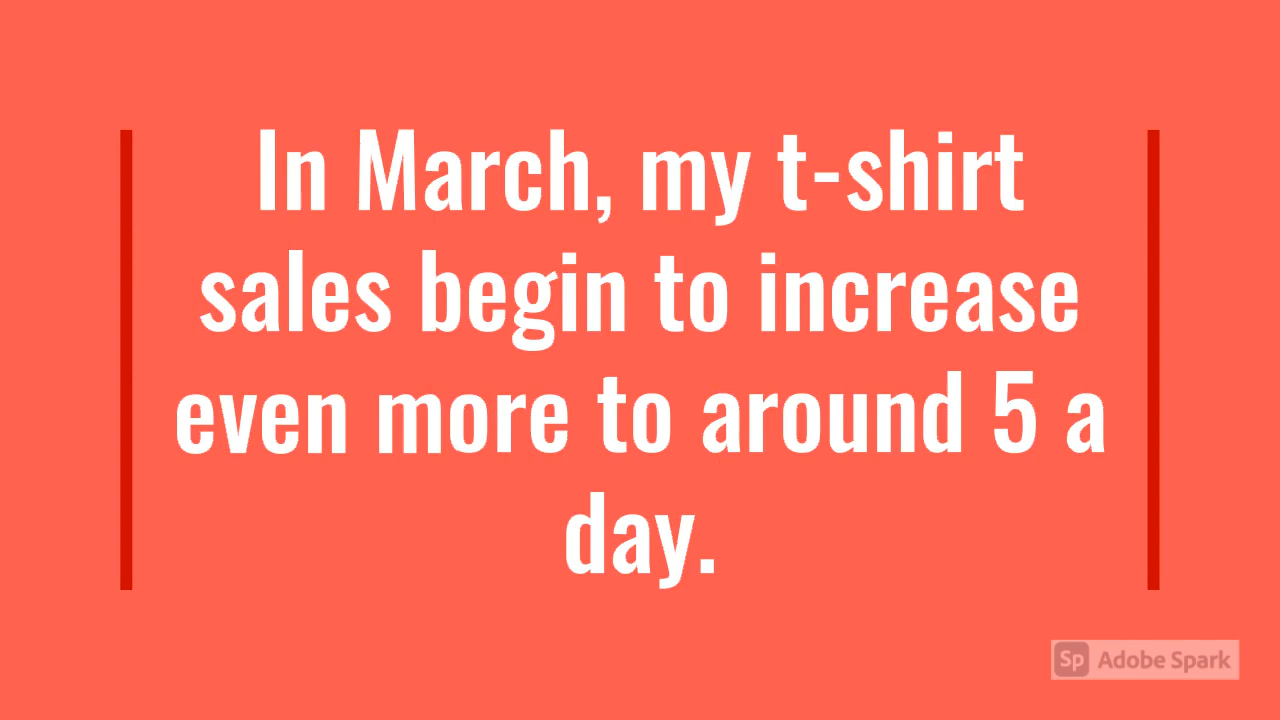 In March, my t-shirt
sales begin to increase
even more to around 5 a
day.
Sp Adobe Spark